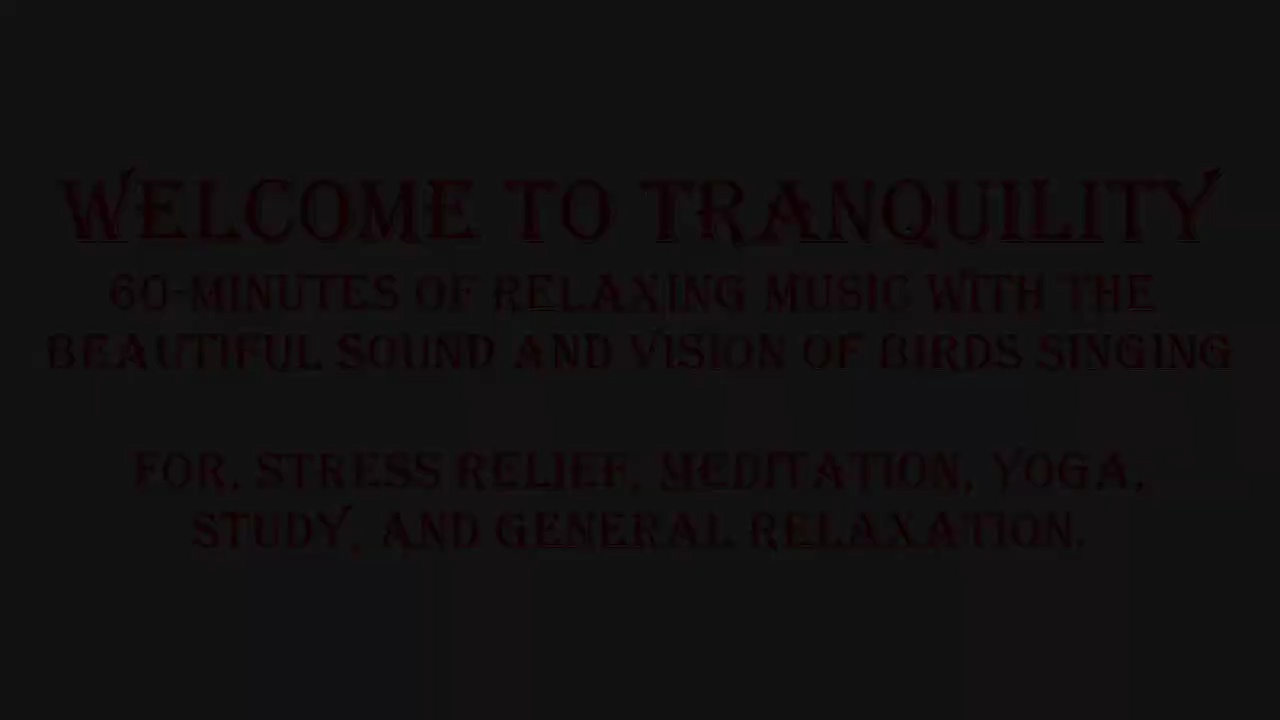 WELCOME TO TRANQUILITY
60-MINUTES OF RELAXING MUSIC WITH THE
BEAUTIFUL SOUND AND VISION OF BIRDS SINGING
FOR, STRESS RELIEF, MEDITATION, YOGA,
STUDY, AND GENERAL RELAXATION.